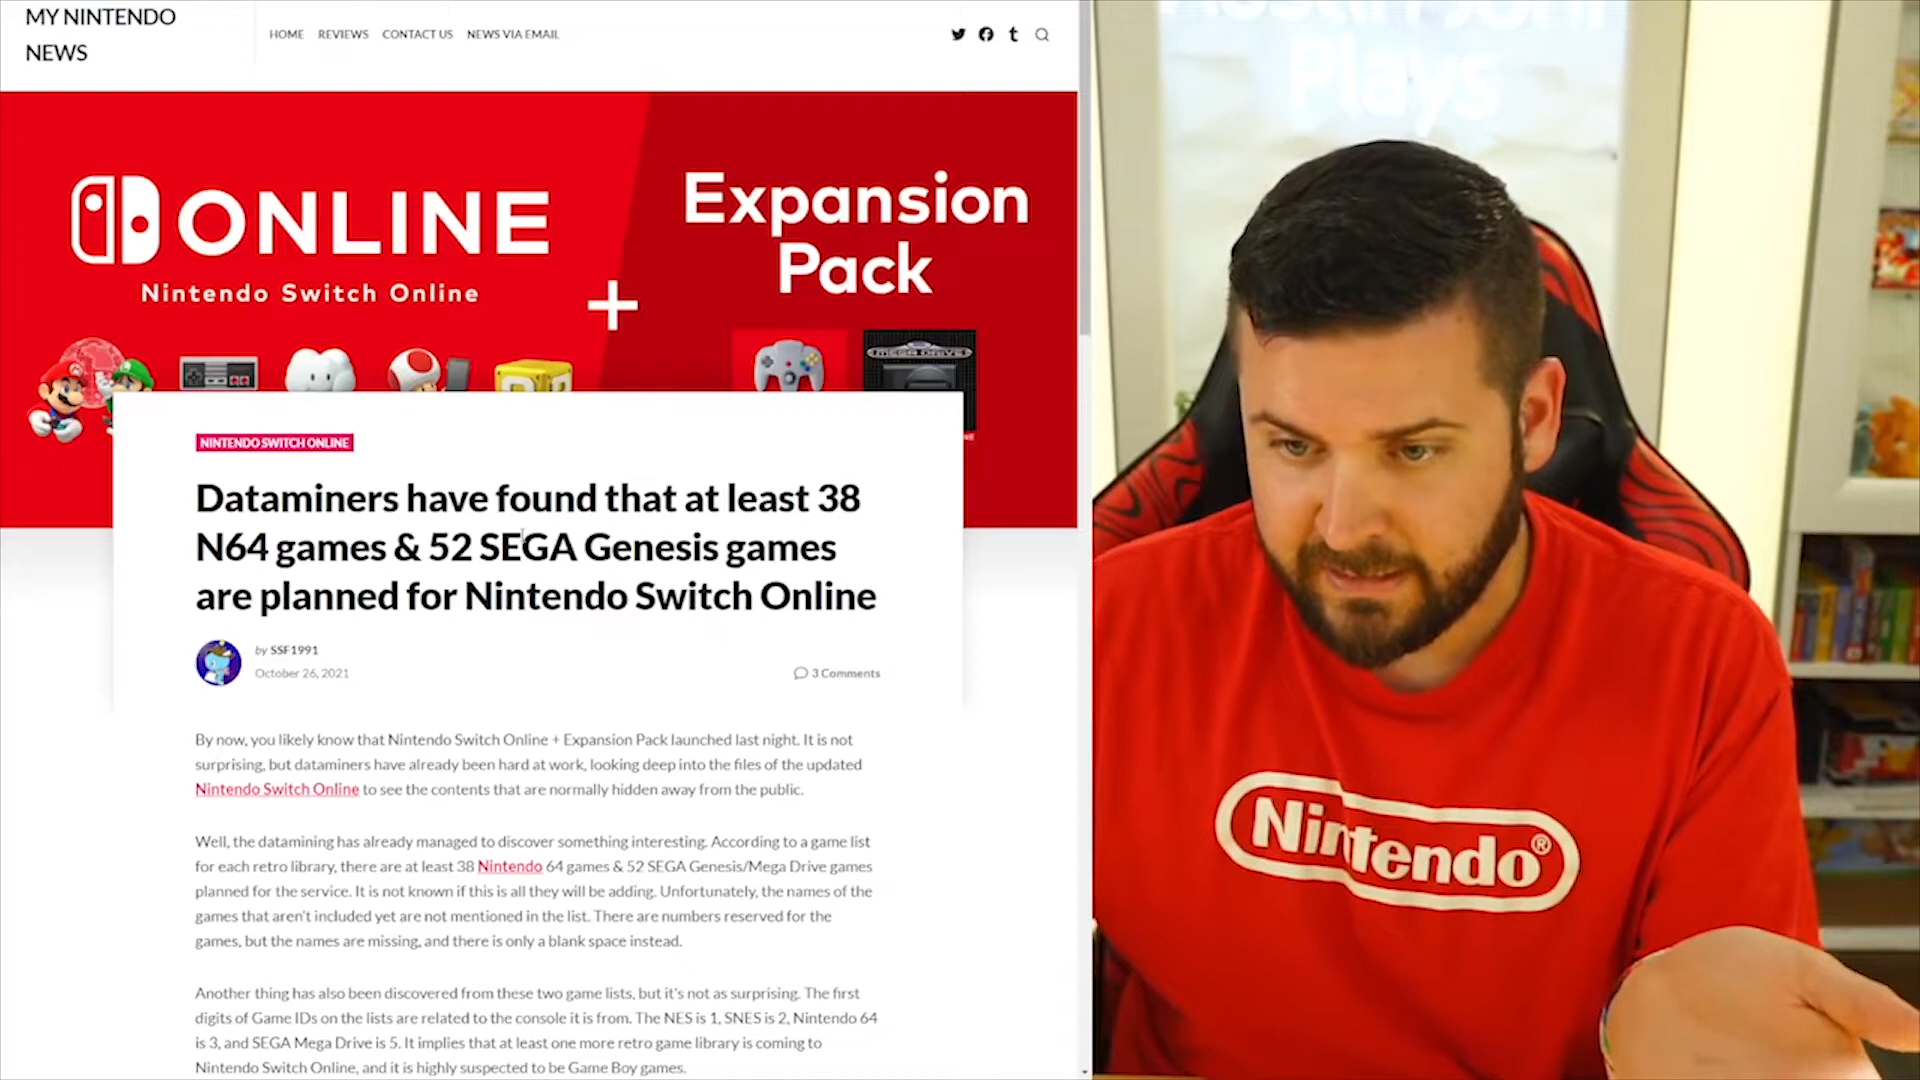 MY NINTENDO
NEWS
HOME REVIEWS CONTACT US NEWS VIA EMAIL
ONLINE
Nintendo Switch Online
+
Expansion
Pack
MEGA DRIVE
NINTENDO SWITCH ONLINE
Dataminers have found that at least 38
N64 games & 52 SEGA Genesis games
are planned for Nintendo Switch Online
by SSF1991
October 26, 2021
3 Comments
By now, you likely know that Nintendo Switch Online + Expansion Pack launched last night. It is not
surprising, but dataminers have already been hard at work, looking deep into the files of the updated
Nintendo Switch Online to see the contents that are normally hidden away from the public.
Well, the datamining has already managed to discover something interesting. According to a game list
for each retro library, there are at least 38 Nintendo 64 games & 52 SEGA Genesis/Mega Drive games
planned for the service. It is not known if this is all they will be adding. Unfortunately, the names of the
games that aren't included yet are not mentioned in the list. There are numbers reserved for the
games, but the names are missing, and there is only a blank space instead.
Another thing has also been discovered from these two game lists, but it's not as surprising. The first
digits of Game IDs on the lists are related to the console it is from. The NES is 1, SNES is 2, Nintendo 64
is 3, and SEGA Mega Drive is 5. It implies that at least one more retro game library is coming to
Nintendo Switch Online, and it is highly suspected to be Game Boy games.
Plays
Nintendo®